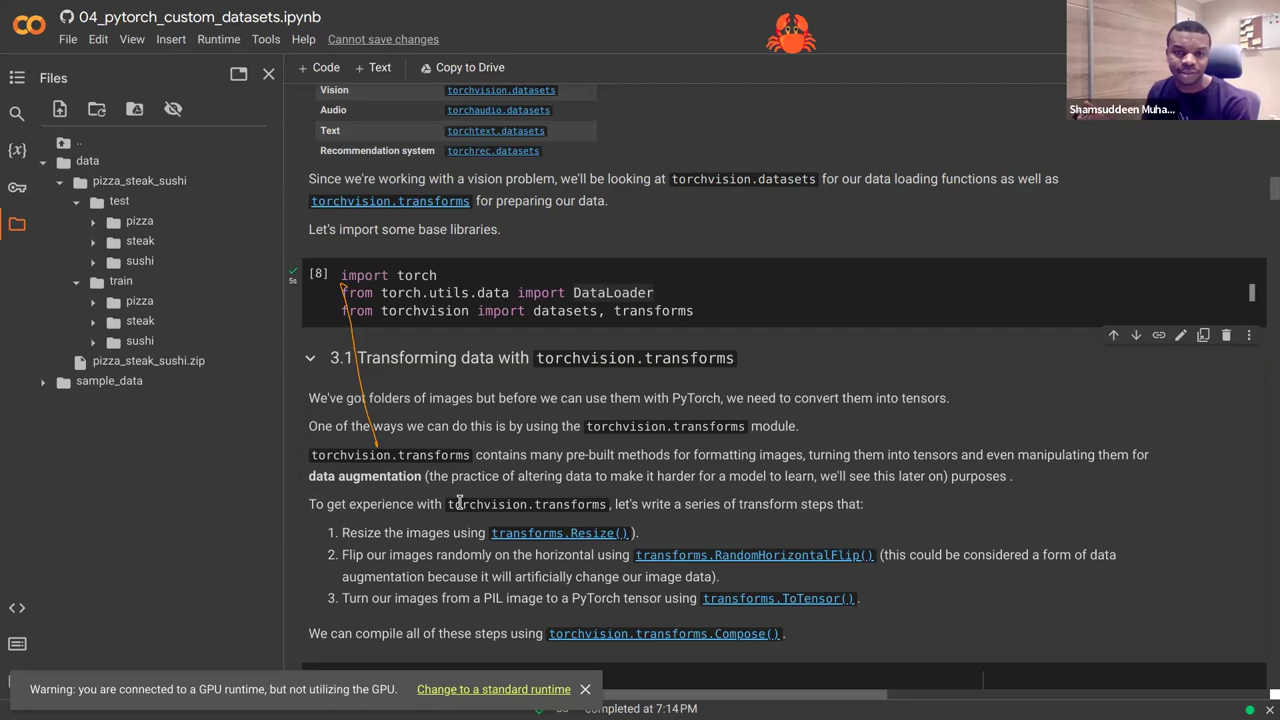 04_pytorch_custom_datasets.ipynb
File Edit View Insert Runtime Tools Help Cannot save changes
Files
+ Code + Text Copy to Drive
..
data
pizza_steak_sushi
test
pizza
steak
sushi
train
pizza
steak
sushi
pizza_steak_sushi.zip
sample_data
Vision torchvision.datasets
Audio torchaudio.datasets
Text torchtext.datasets
Recommendation system torchrec.datasets
Since we're working with a vision problem, we'll be looking at torchvision.datasets for our data loading functions as well as
torchvision.transforms for preparing our data.
Let's import some base libraries.
[8] import torch
5s
from torch.utils.data import DataLoader
from torchvision import datasets, transforms
3.1 Transforming data with torchvision.transforms
We've got folders of images but before we can use them with PyTorch, we need to convert them into tensors.
One of the ways we can do this is by using the torchvision.transforms module.
torchvision.transforms contains many pre-built methods for formatting images, turning them into tensors and even manipulating them for
data augmentation (the practice of altering data to make it harder for a model to learn, we'll see this later on) purposes .
To get experience with torchvision.transforms, let's write a series of transform steps that:
1. Resize the images using transforms.Resize() ).
2. Flip our images randomly on the horizontal using transforms.RandomHorizontalFlip() (this could be considered a form of data
augmentation because it will artificially change our image data).
3. Turn our images from a PIL image to a PyTorch tensor using transforms.ToTensor() .
We can compile all of these steps using torchvision.transforms.Compose() .
Warning: you are connected to a GPU runtime, but not utilizing the GPU. Change to a standard runtime
completed at 7:14 PM
Shamsuddeen Muha...